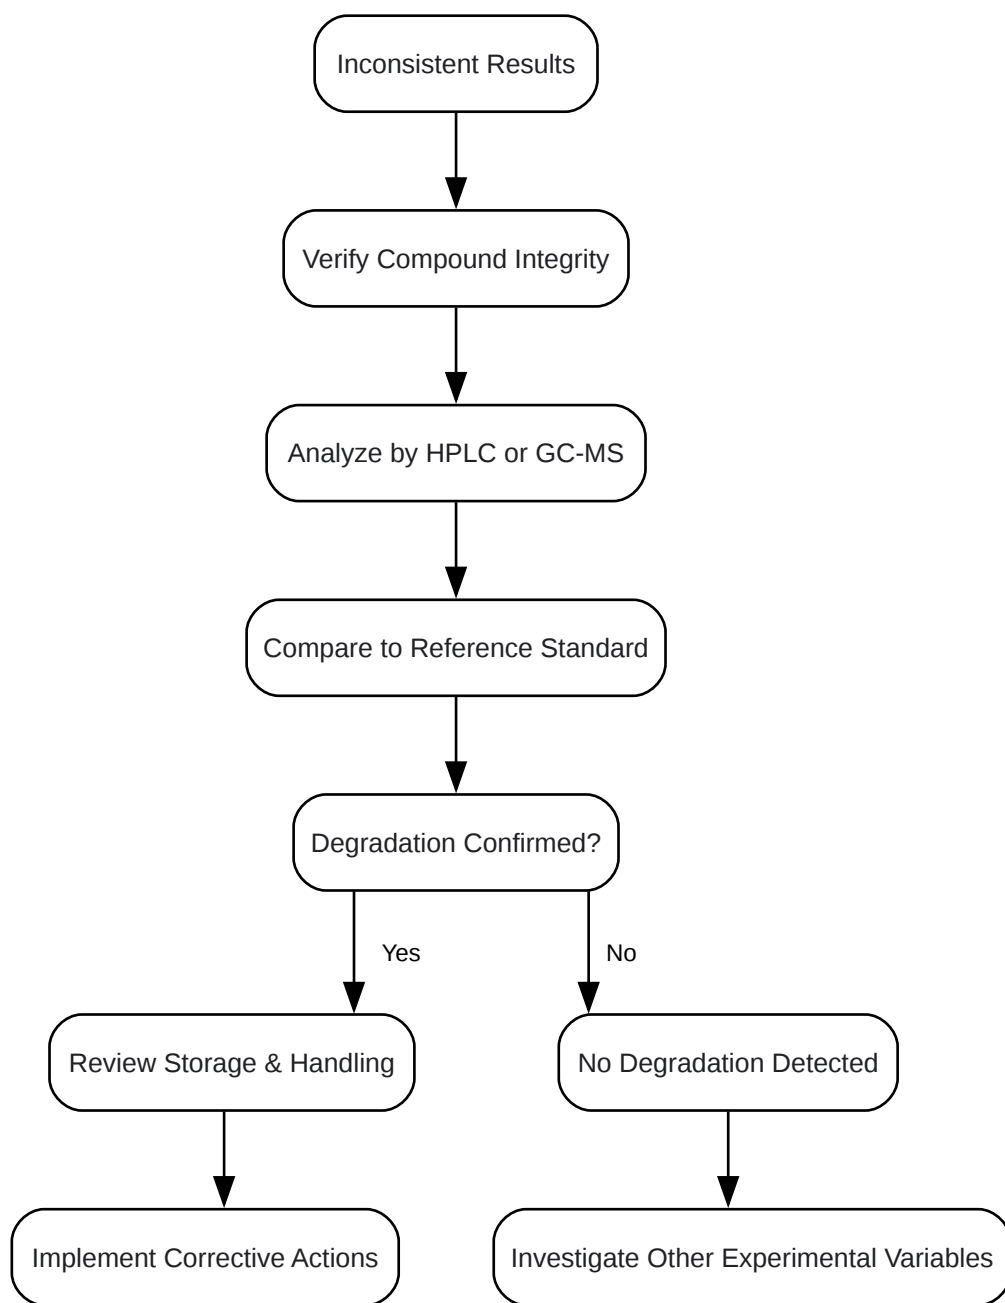 Inconsistent Results
Verify Compound Integrity
Analyze by HPLC or GC-MS
Compare to Reference Standard
Degradation Confirmed?
Yes
No
Review Storage & Handling
No Degradation Detected
Implement Corrective Actions
Investigate Other Experimental Variables